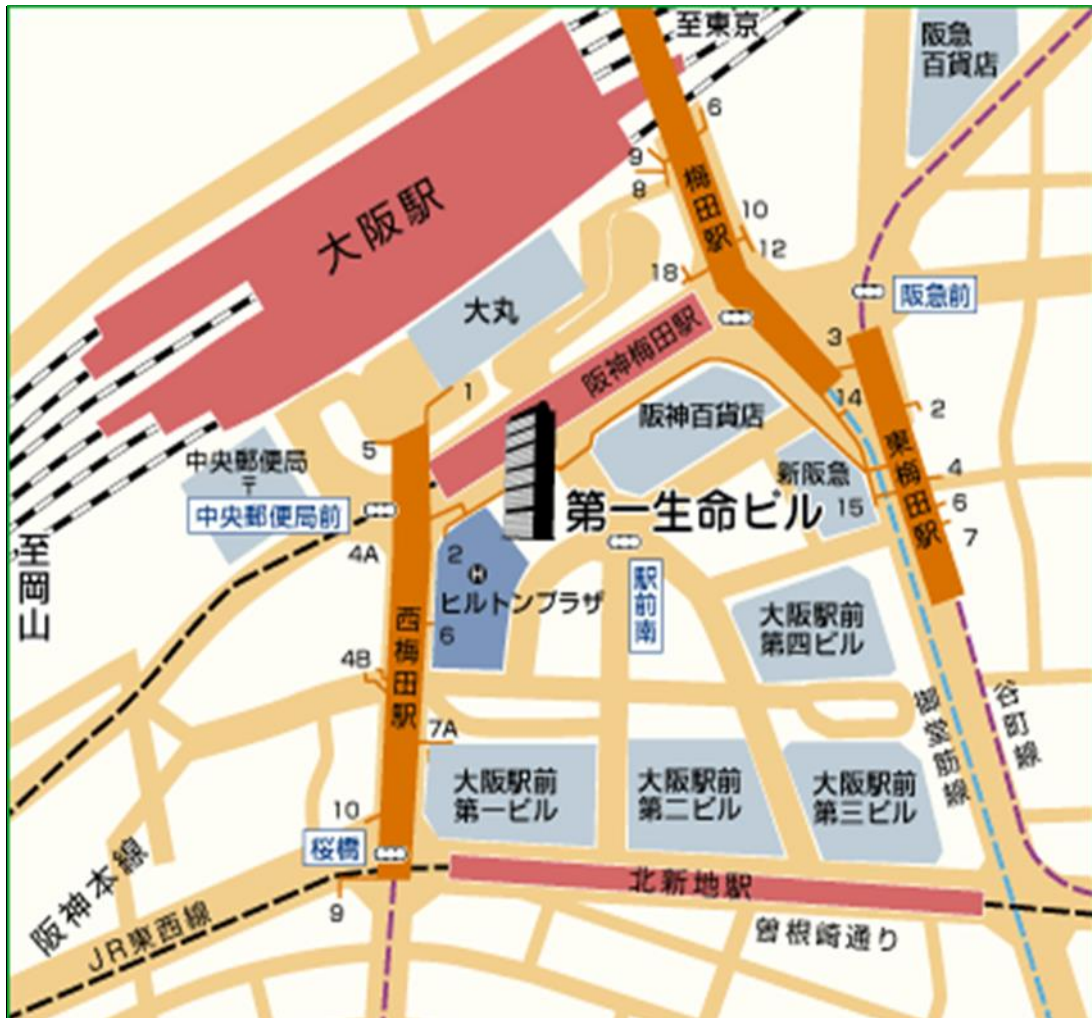 至東京
阪急
百貨店
6
9
8
梅田駅
10
12
18
大阪駅
阪急前
大丸
阪神梅田駅
3
14
1
2
阪神百貨店
東梅田駅
5
中央郵便局
〒
新阪急
15
4
6
7
中央郵便局前
第一生命ビル
4A
2
H
ヒルトンプラザ
6
駅前南
至岡山
西梅田駅
大阪駅前
第四ビル
4B
7A
御堂筋線
谷町線
大阪駅前
第一ビル
大阪駅前
第二ビル
大阪駅前
第三ビル
10
桜橋
北新地駅
9
阪神本線
JR東西線
曽根崎通り